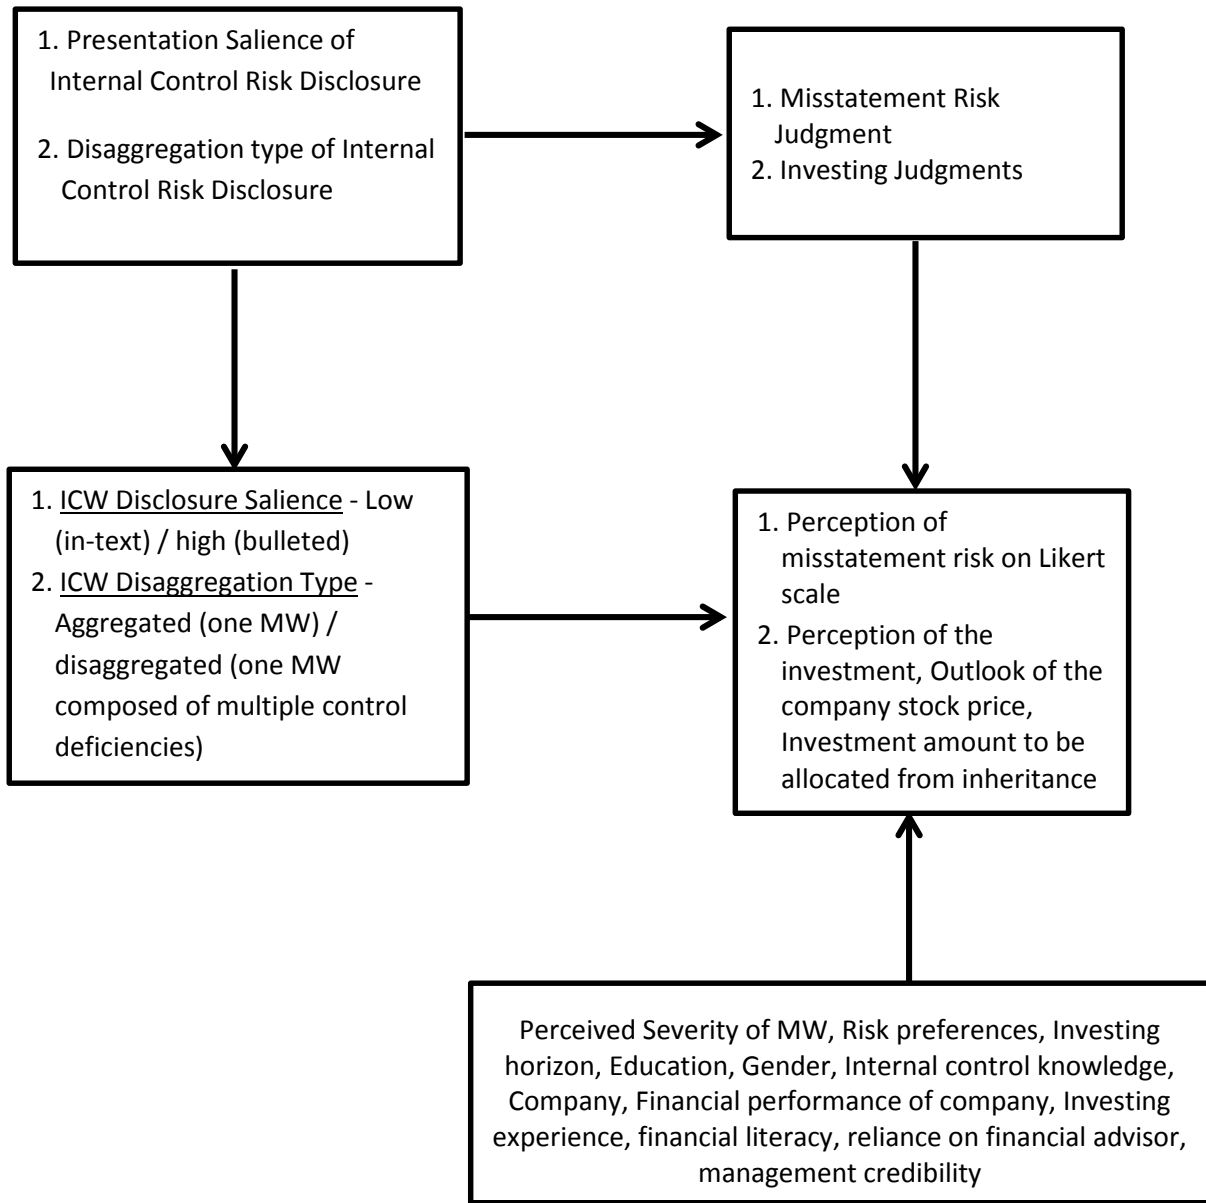 1. Presentation Salience of
Internal Control Risk Disclosure
2. Disaggregation type of Internal
Control Risk Disclosure
1. Misstatement Risk
Judgment
2. Investing Judgments
1. ICW Disclosure Salience - Low
(in-text) / high (bulleted)
2. ICW Disaggregation Type -
Aggregated (one MW) /
disaggregated (one MW
composed of multiple control
deficiencies)
1. Perception of
misstatement risk on Likert
scale
2. Perception of the
investment, Outlook of the
company stock price,
Investment amount to be
allocated from inheritance
Perceived Severity of MW, Risk preferences, Investing
horizon, Education, Gender, Internal control knowledge,
Company, Financial performance of company, Investing
experience, financial literacy, reliance on financial advisor,
management credibility